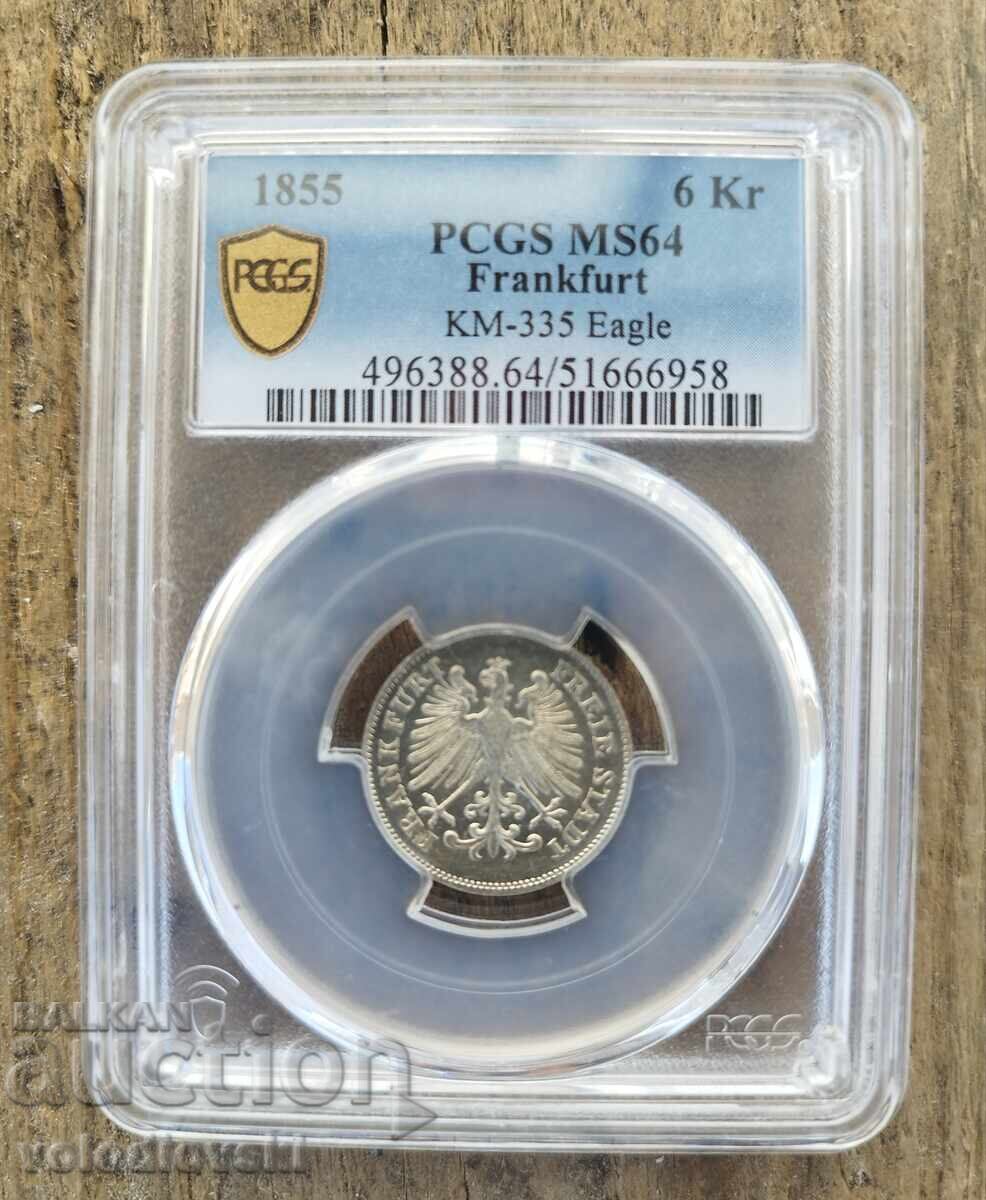 1855 6 Kr
PCGS MS64
PCGS
Frankfurt
KM-335 Eagle
496388.64/51666958
FREIE STADT
FRANKFURT
PCGS
BALKAN
auction
volodlovski1